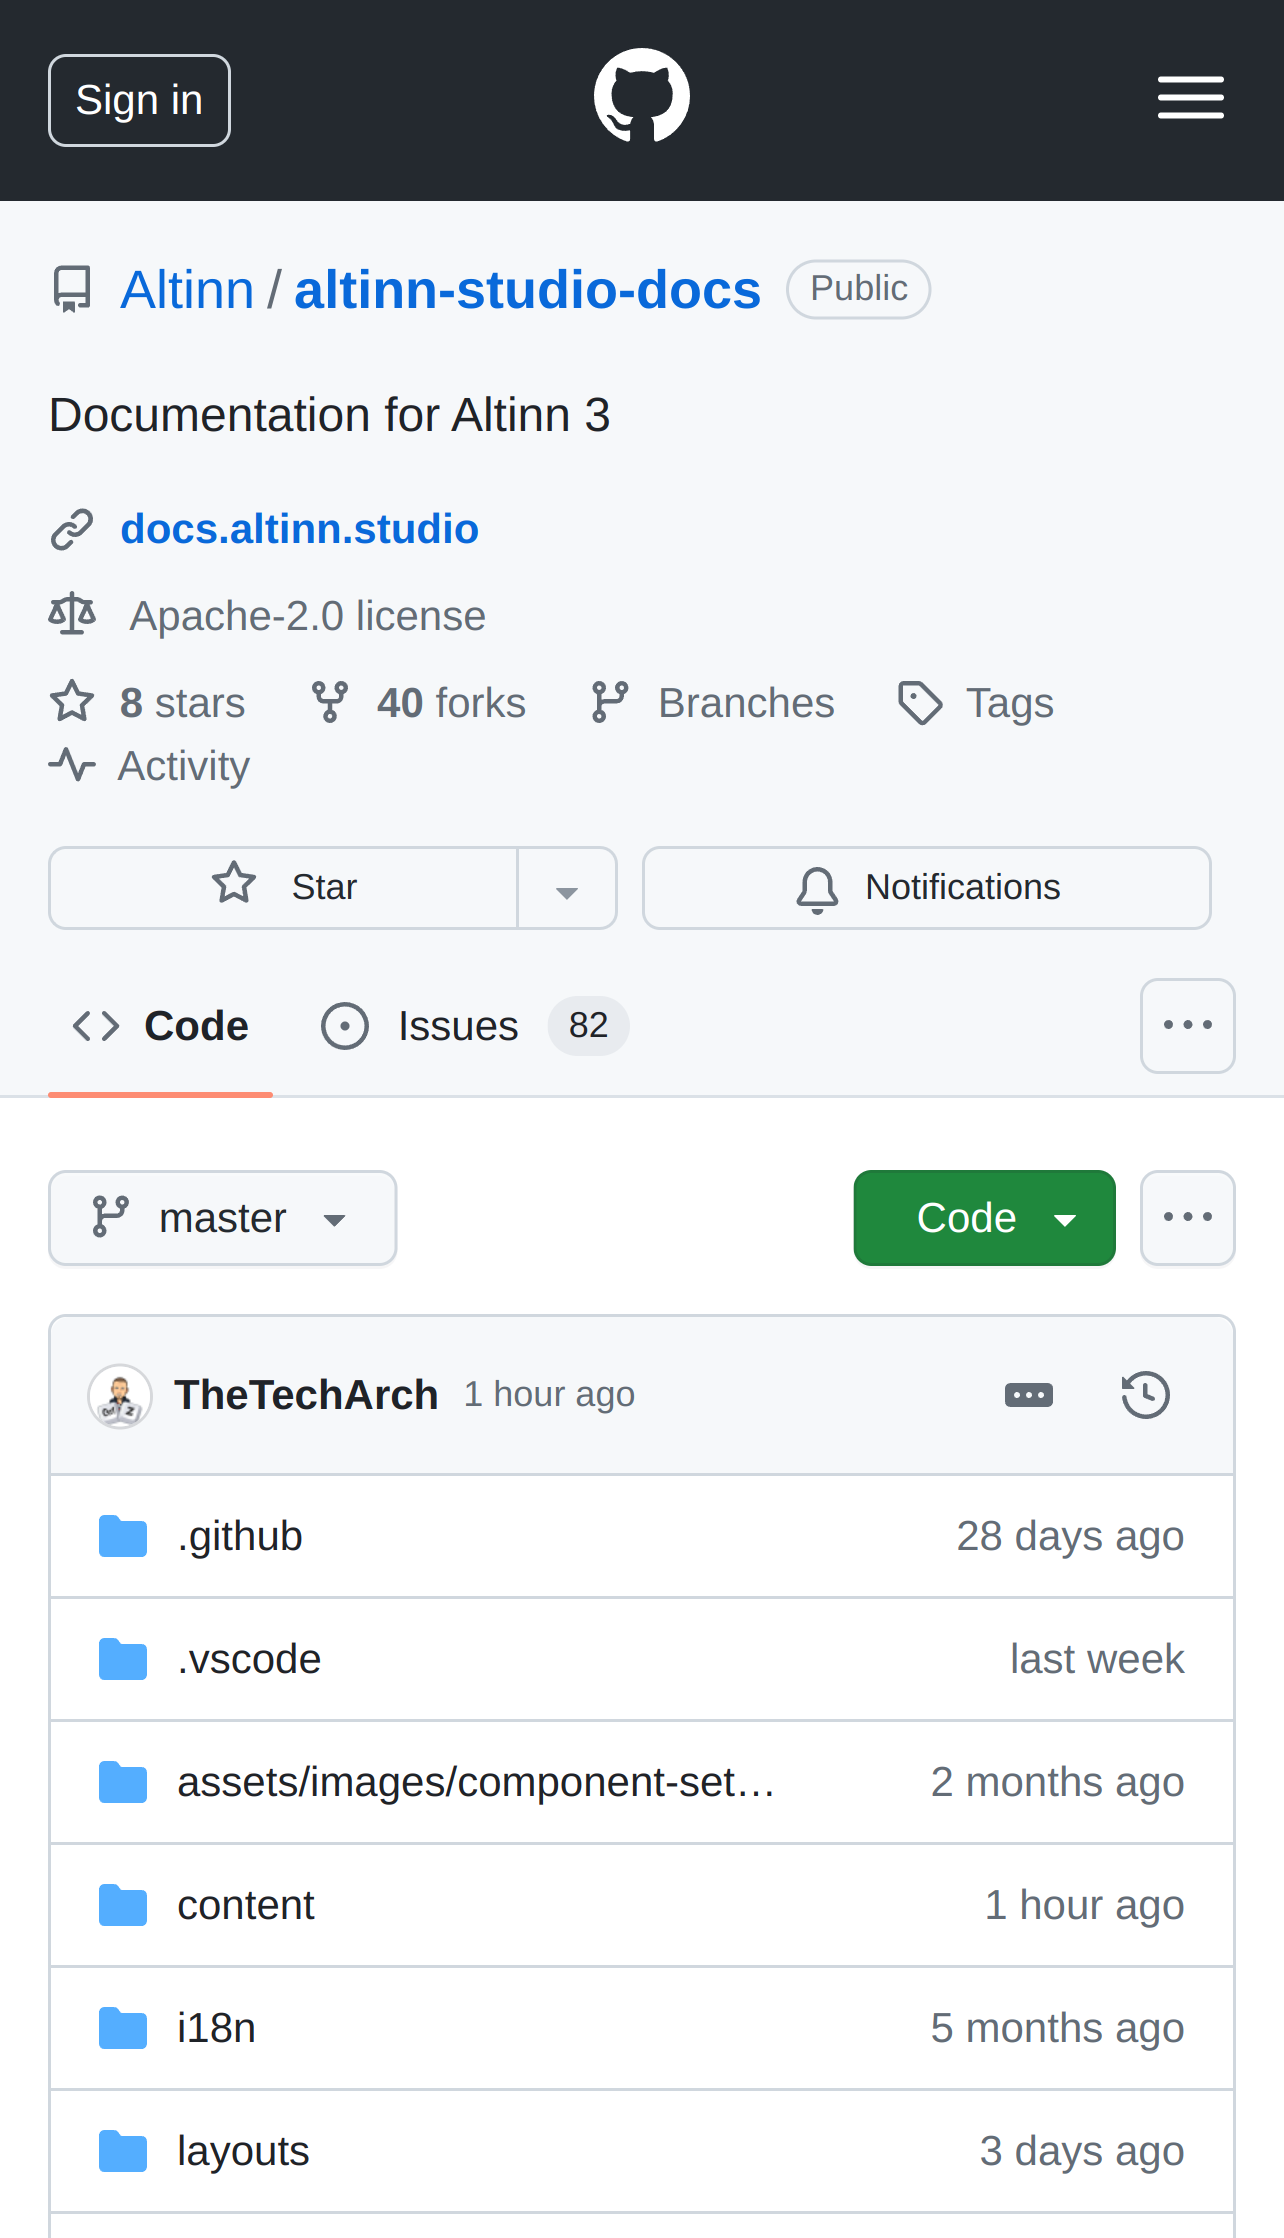 Sign in
Altinn / altinn-studio-docs Public
Documentation for Altinn 3
docs.altinn.studio
Apache-2.0 license
8 stars 40 forks Branches Tags
Activity
Star Notifications
Code Issues 82
master Code
TheTechArch 1 hour ago
.github 28 days ago
.vscode last week
assets/images/component-set… 2 months ago
content 1 hour ago
i18n 5 months ago
layouts 3 days ago